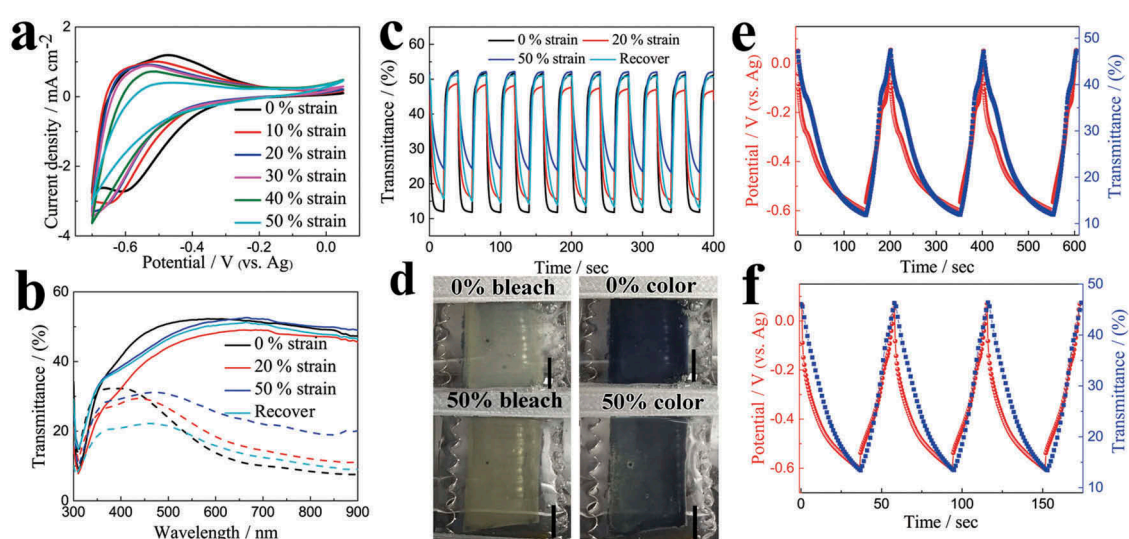 a
Current density / mA cm-2
4
2
0
-2
-4
-0.6
-0.4
-0.2
0.0
Potential / V (vs. Ag)
0 % strain
10 % strain
20 % strain
30 % strain
40 % strain
50 % strain
b
Transmittance / (%)
60
40
20
0
300
400
500
600
700
800
900
Wavelength / nm
0 % strain
20 % strain
50 % strain
Recover
c
Transmittance / (%)
60
50
40
30
20
10
0
100
200
300
400
Time / sec
0 % strain
20 % strain
50 % strain
Recover
d
0% bleach
0% color
50% bleach
50% color
e
Potential / V (vs. Ag)
0.0
-0.2
-0.4
-0.6
0
100
200
300
400
500
600
Time / sec
Transmittance / (%)
50
40
30
20
10
f
Potential / V (vs. Ag)
0.0
-0.2
-0.4
-0.6
0
50
100
150
Time / sec
Transmittance / (%)
50
40
30
20
10